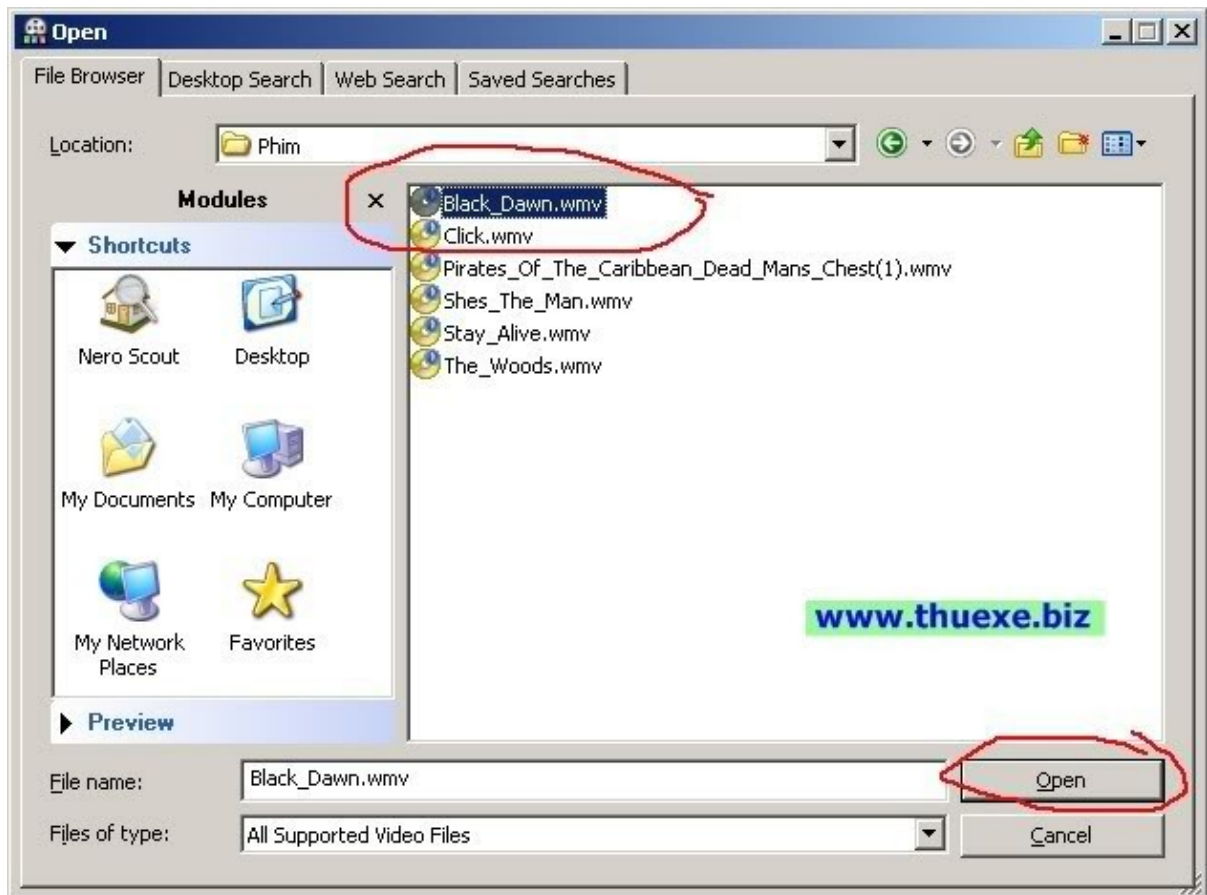 Open
File Browser Desktop Search Web Search Saved Searches
Location: Phim
Modules
Shortcuts
Nero Scout Desktop
My Documents My Computer
My Network Places Favorites
Preview
Black_Dawn.wmv
Click.wmv
Pirates_Of_The_Caribbean_Dead_Mans_Chest(1).wmv
Shes_The_Man.wmv
Stay_Alive.wmv
The_Woods.wmv
www.thuexe.biz
File name: Black_Dawn.wmv Open
Files of type: All Supported Video Files Cancel